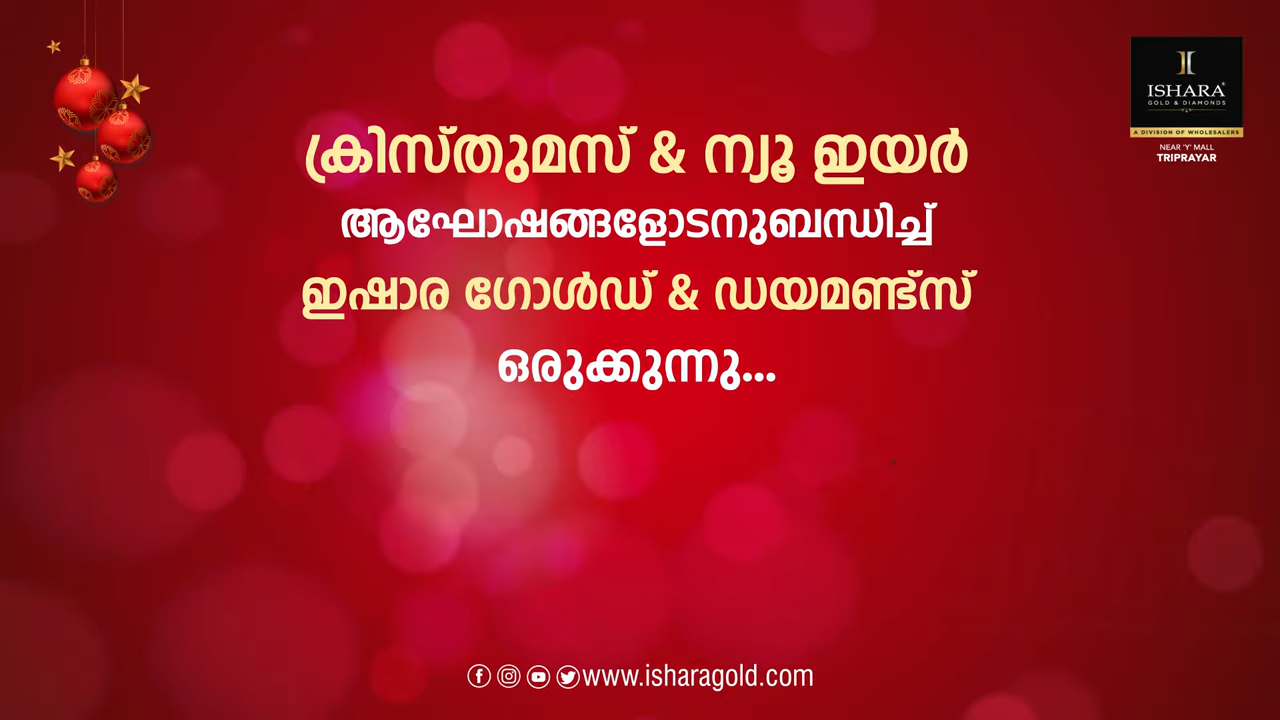 ക്രിസ്തുമസ് & ന്യൂ ഇയർ
ആഘോഷങ്ങളോടനുബന്ധിച്ച്
ഇഷാര ഗോൾഡ് & ഡയമണ്ട്സ്
ഒരുക്കുന്നു...
ISHARA
GOLD & DIAMONDS
A DIVISION OF WHOLESALERS
NEAR 'Y' MALL
TRIPRAYAR
www.isharagold.com